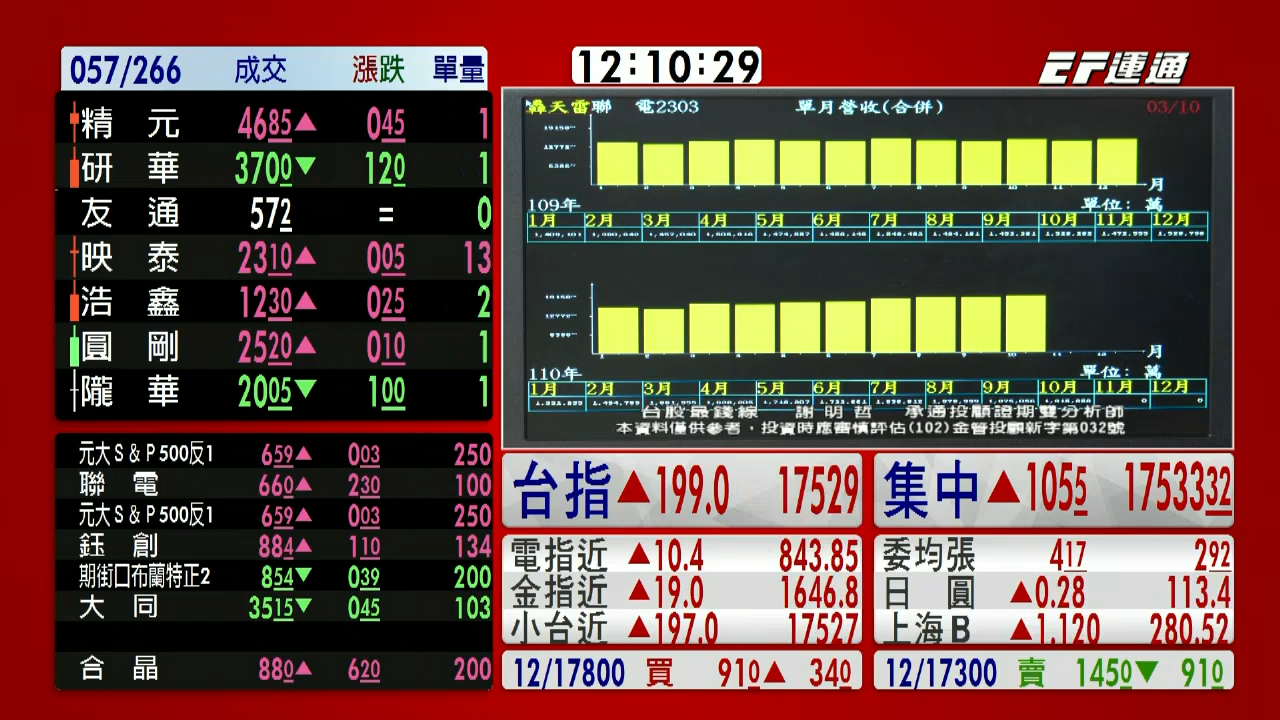 057/266 成交 漲跌 單量
精元 4685▲ 045 1
研華 3700▼ 120 1
友通 572 = 0
映泰 2310▲ 005 13
浩鑫 1230▲ 025 2
圓剛 2520▲ 010 1
隴華 2005▼ 100 1
元大S&P500反1 659▲ 003 250
聯電 660▲ 230 100
元大S&P500反1 659▲ 003 250
鈺創 884▲ 110 134
期街口布蘭特正2 854▼ 039 200
大同 3515▼ 045 103
合晶 880▲ 620 200
12:10:29
EF運通
轟天雷聯 電2303 單月營收(合併) 03/10
月
109年 單位: 萬
1月 2月 3月 4月 5月 6月 7月 8月 9月 10月 11月 12月
月
110年 單位: 萬
1月 2月 3月 4月 5月 6月 7月 8月 9月 10月 11月 12月
台股最錢線 謝明哲 承通投顧證期雙分析師
本資料僅供參考，投資時應審慎評估(102)金管投顧新字第032號
台指▲199.0 17529
電指近 ▲10.4 843.85
金指近 ▲19.0 1646.8
小台近 ▲197.0 17527
12/17800 買 910▲ 340
集中▲1055 1753332
委均張 417 292
日圓 ▲0.28 113.4
上海B ▲1.120 280.52
12/17300 賣 1450▼ 910